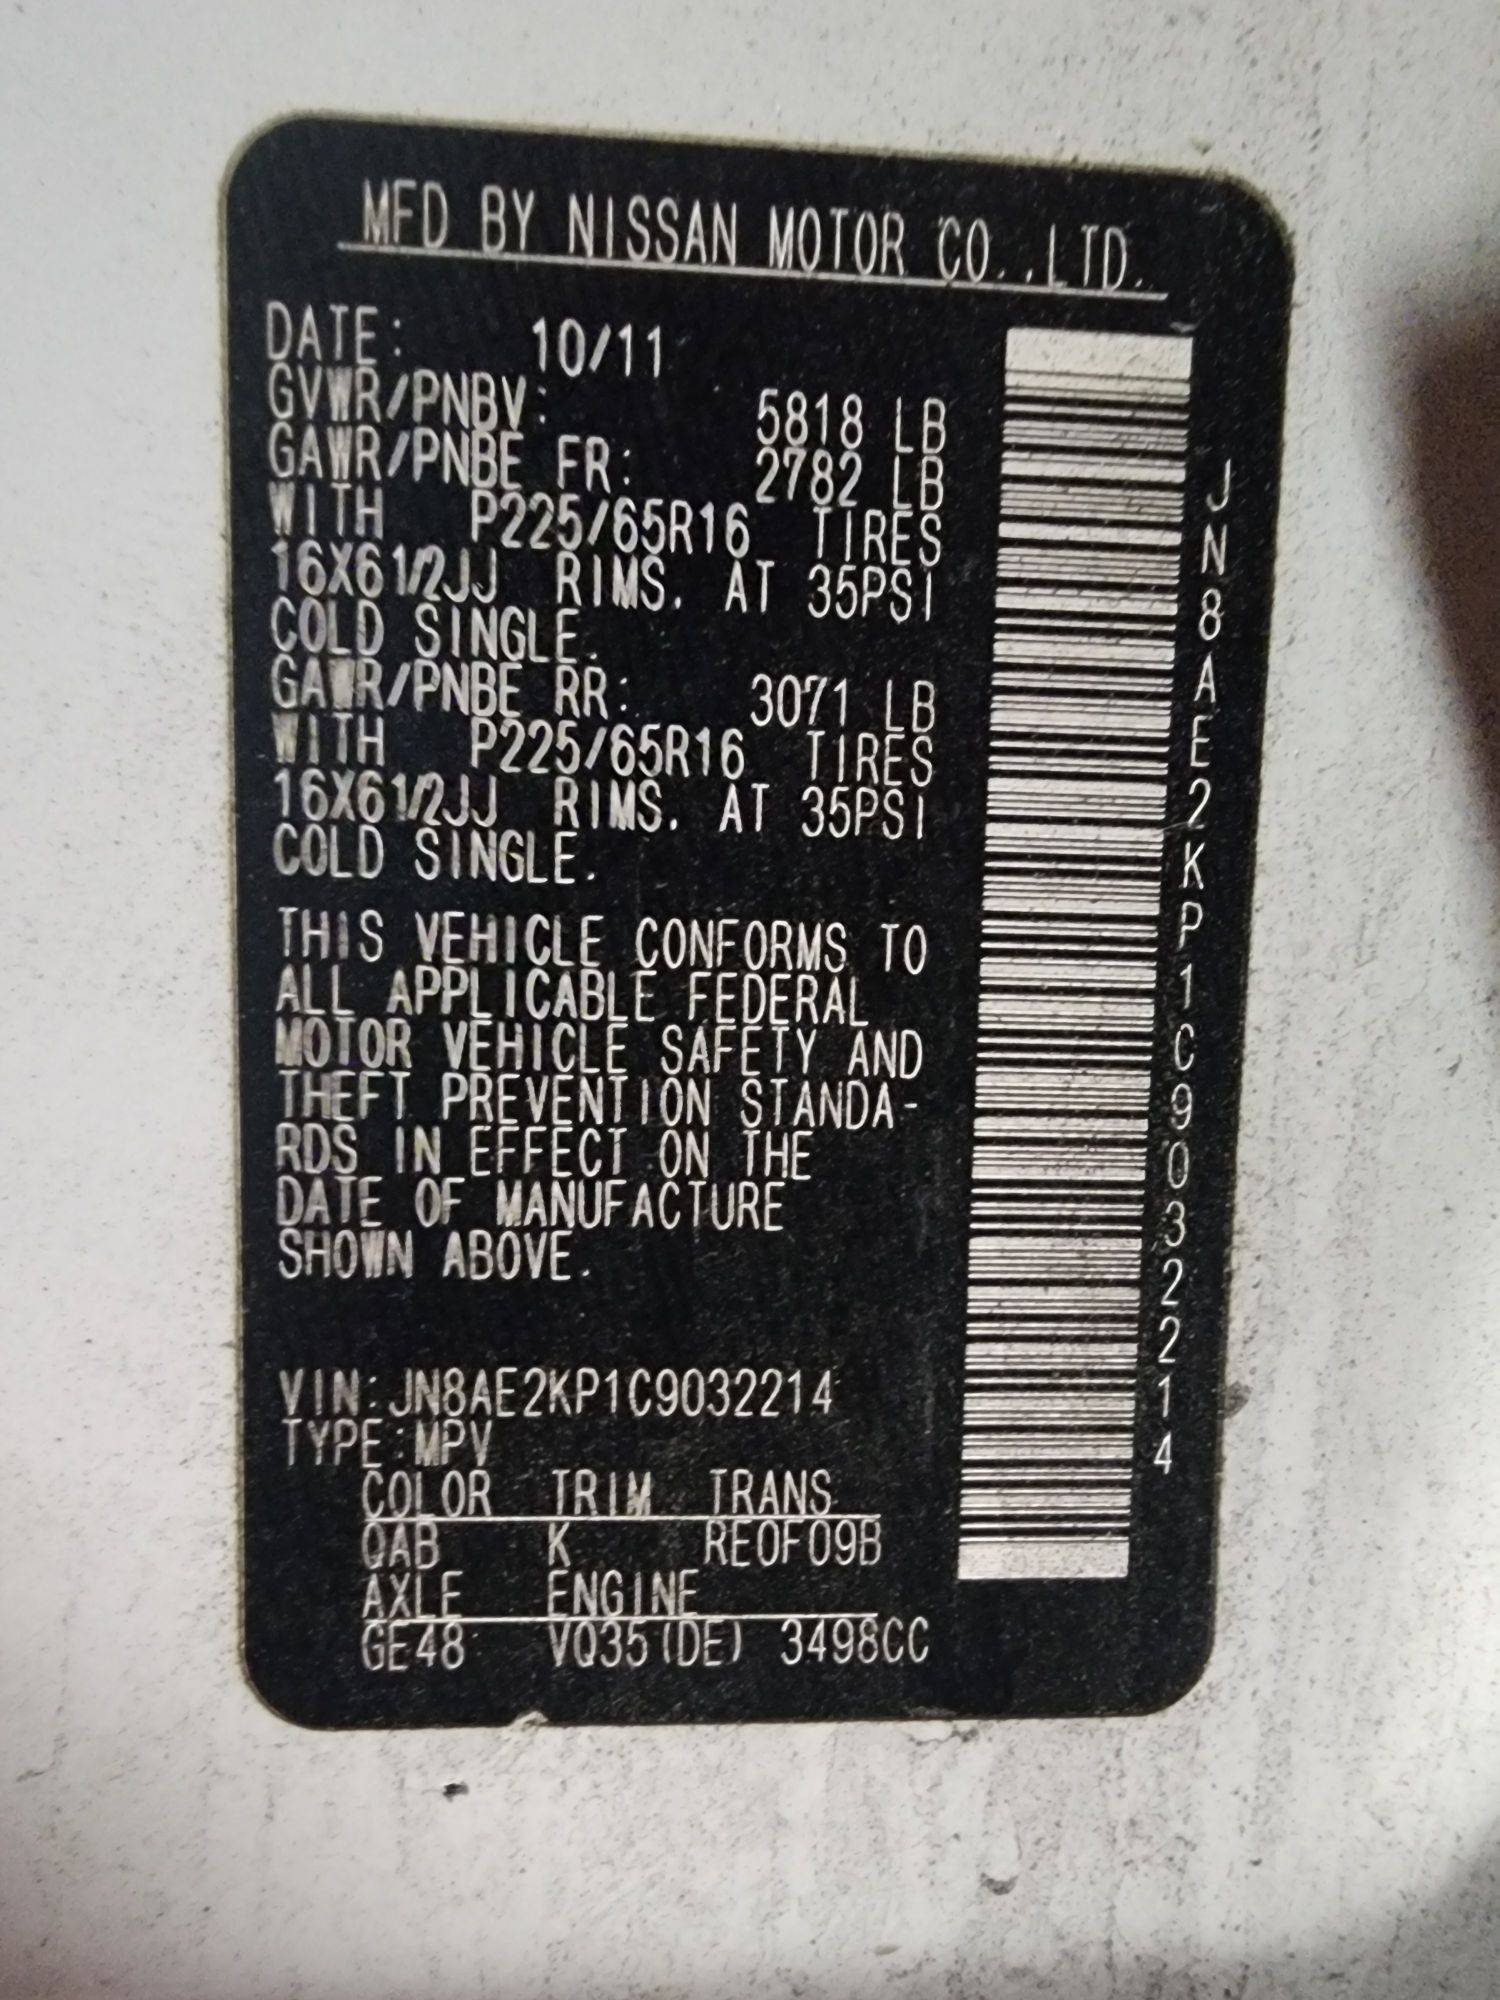 MFD BY NISSAN MOTOR CO.,LTD.
DATE: 10/11
GVWR/PNBV: 5818 LB
GAWR/PNBE FR: 2782 LB
WITH P225/65R16 TIRES
16X61/2JJ RIMS. AT 35PSI
COLD SINGLE.
GAWR/PNBE RR: 3071 LB
WITH P225/65R16 TIRES
16X61/2JJ RIMS. AT 35PSI
COLD SINGLE.
THIS VEHICLE CONFORMS TO
ALL APPLICABLE FEDERAL
MOTOR VEHICLE SAFETY AND
THEFT PREVENTION STANDA-
RDS IN EFFECT ON THE
DATE OF MANUFACTURE
SHOWN ABOVE.
VIN:JN8AE2KP1C9032214
TYPE:MPV
COLOR TRIM TRANS
QAB K RE0F09B
AXLE ENGINE
GE48 VQ35(DE) 3498CC
JN8AE2KP1C9032214